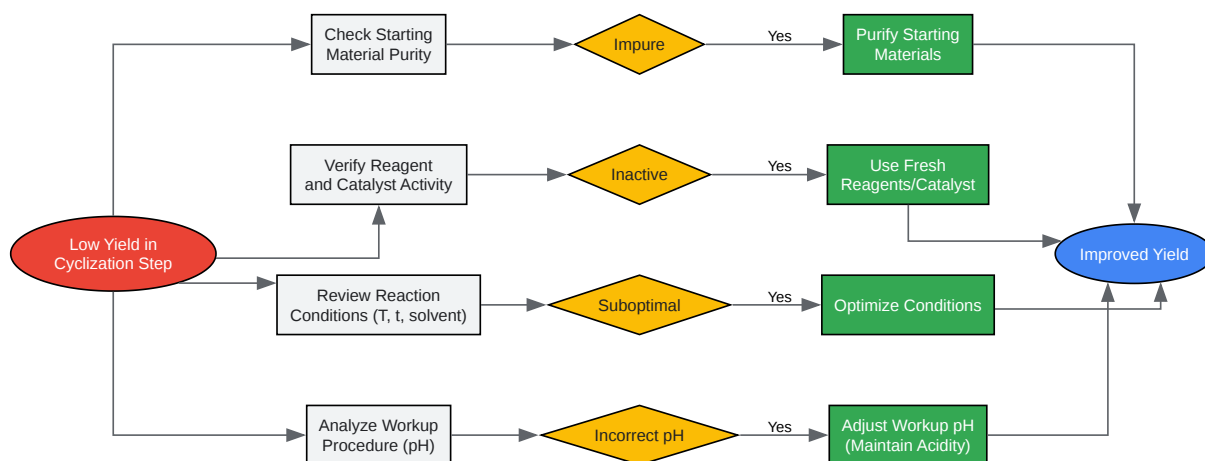 Check Starting
Material Purity
Impure
Yes
Purify Starting
Materials
Verify Reagent
and Catalyst Activity
Inactive
Yes
Use Fresh
Reagents/Catalyst
Low Yield in
Cyclization Step
Improved Yield
Review Reaction
Conditions (T, t, solvent)
Suboptimal
Yes
Optimize Conditions
Analyze Workup
Procedure (pH)
Incorrect pH
Yes
Adjust Workup pH
(Maintain Acidity)